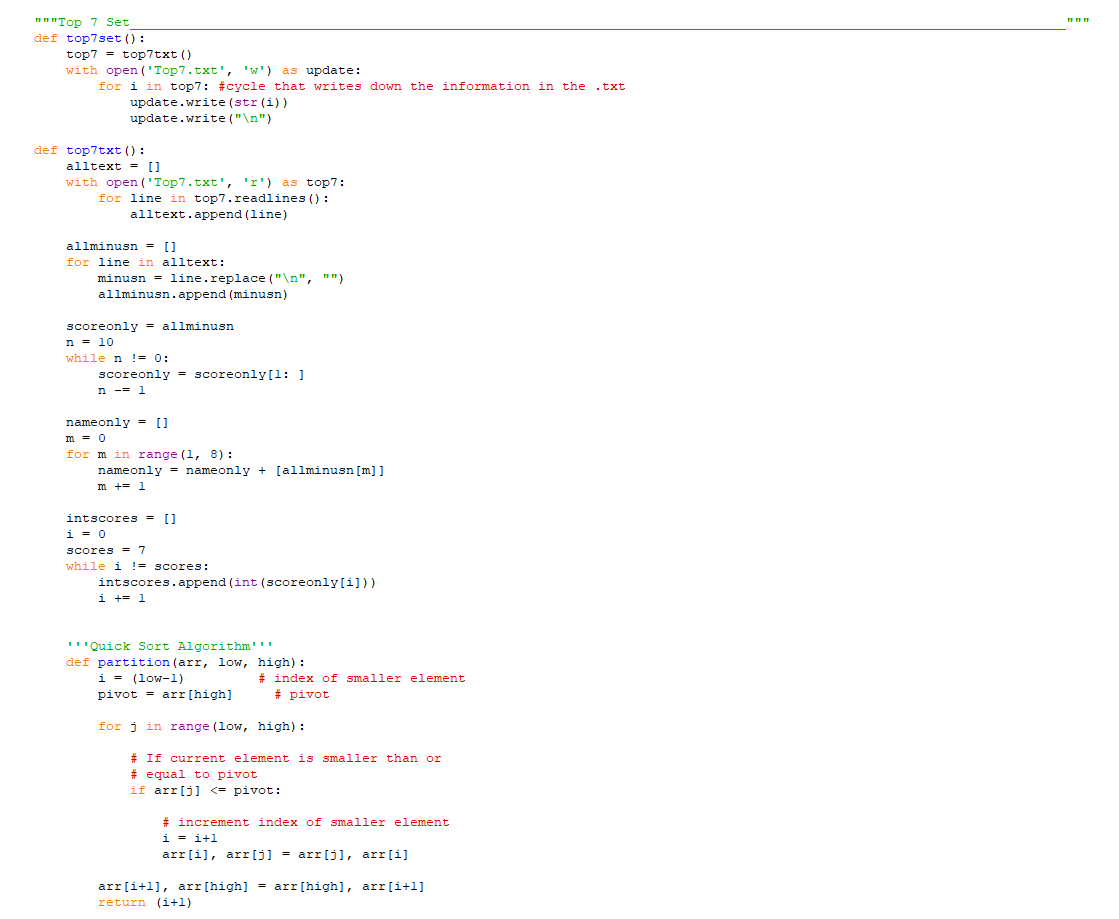 """Top 7 Set_____________________________________________________________________________________________________________________"""
def top7set():
    top7 = top7txt()
    with open('Top7.txt', 'w') as update:
        for i in top7: #cycle that writes down the information in the .txt
            update.write(str(i))
            update.write("\n")

def top7txt():
    alltext = []
    with open('Top7.txt', 'r') as top7:
        for line in top7.readlines():
            alltext.append(line)

    allminusn = []
    for line in alltext:
        minusn = line.replace("\n", "")
        allminusn.append(minusn)

    scoreonly = allminusn
    n = 10
    while n != 0:
        scoreonly = scoreonly[1: ]
        n -= 1

    nameonly = []
    m = 0
    for m in range(1, 8):
        nameonly = nameonly + [allminusn[m]]
        m += 1

    intscores = []
    i = 0
    scores = 7
    while i != scores:
        intscores.append(int(scoreonly[i]))
        i += 1


    '''Quick Sort Algorithm'''
    def partition(arr, low, high):
        i = (low-1)         # index of smaller element
        pivot = arr[high]     # pivot

        for j in range(low, high):

            # If current element is smaller than or
            # equal to pivot
            if arr[j] <= pivot:

                # increment index of smaller element
                i = i+1
                arr[i], arr[j] = arr[j], arr[i]

        arr[i+1], arr[high] = arr[high], arr[i+1]
        return (i+1)